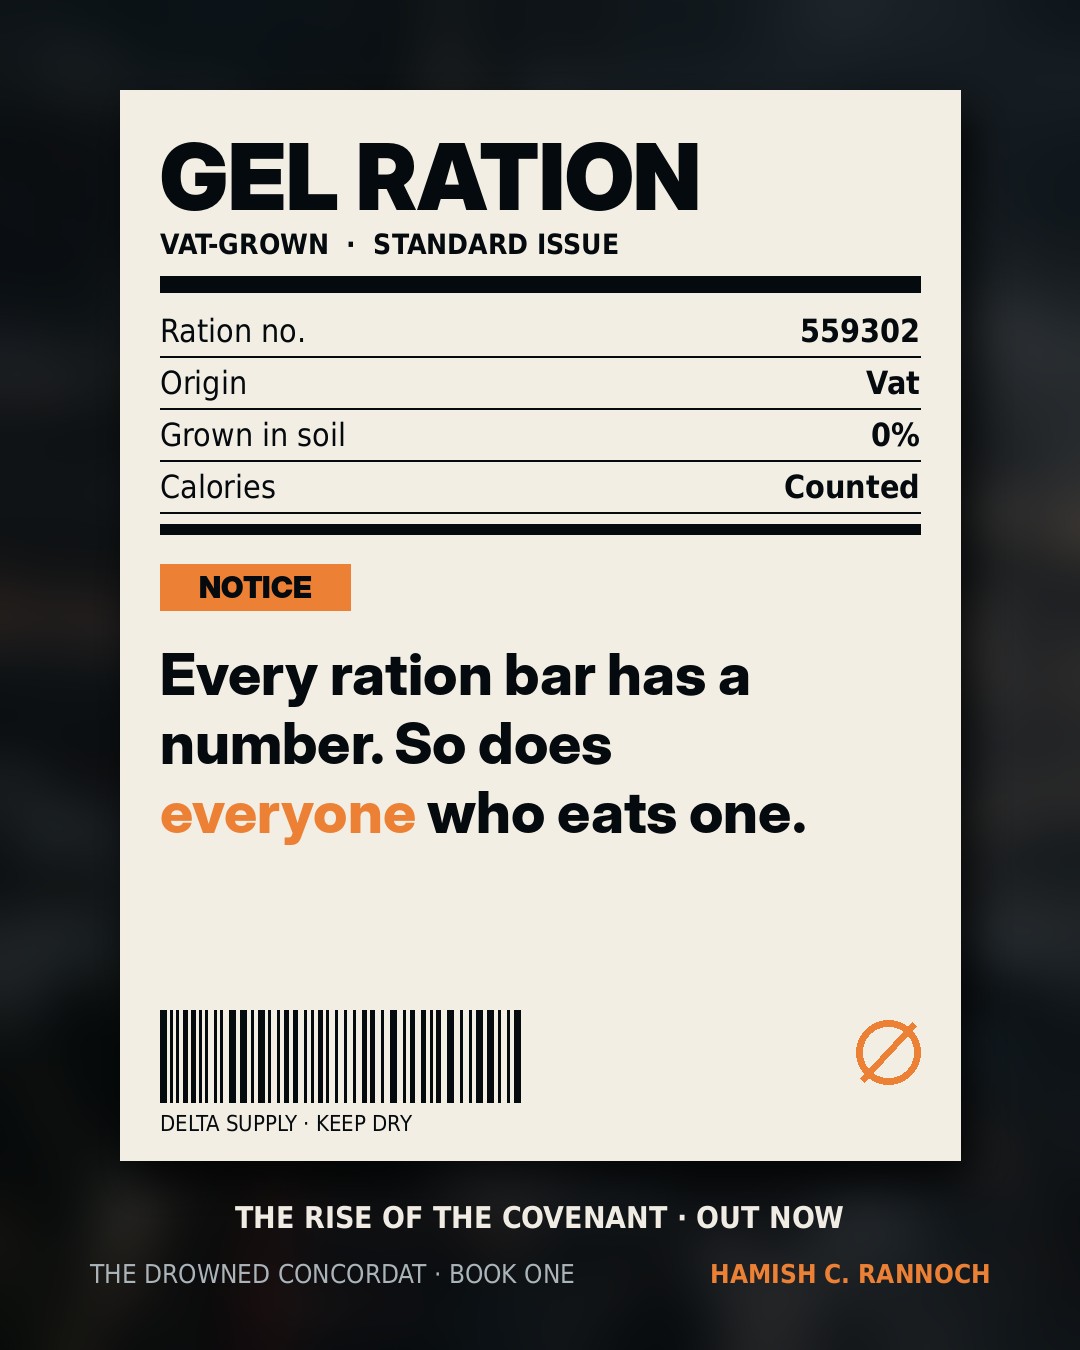 GEL RATION
VAT-GROWN · STANDARD ISSUE
Ration no. 559302
Origin Vat
Grown in soil 0%
Calories Counted
NOTICE
Every ration bar has a
number. So does
everyone who eats one.
DELTA SUPPLY · KEEP DRY
THE RISE OF THE COVENANT · OUT NOW
THE DROWNED CONCORDAT · BOOK ONE HAMISH C. RANNOCH